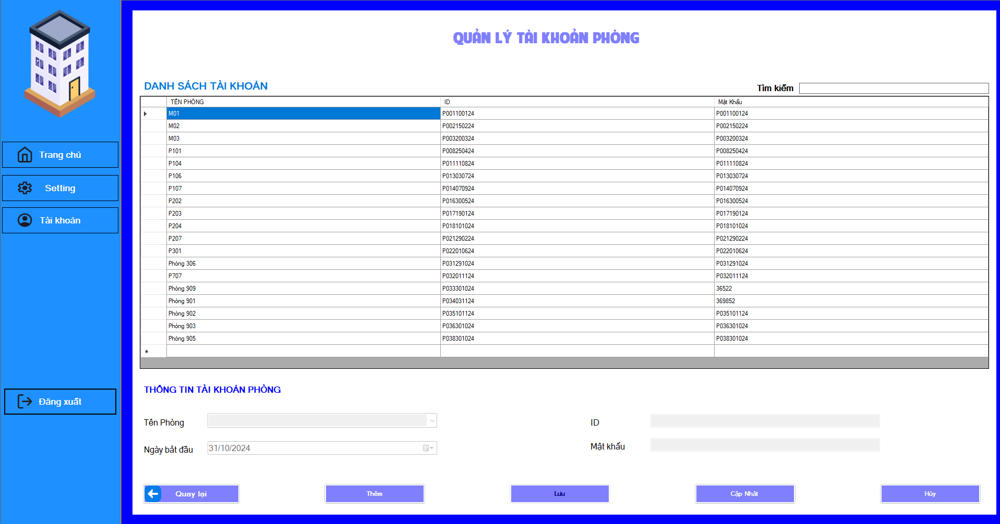 QUẢN LÝ TÀI KHOẢN PHÒNG
DANH SÁCH TÀI KHOẢN
Tìm kiếm
TÊN PHÒNG ID Mật Khẩu
M01 P001100124 P001100124
M02 P002150224 P002150224
M03 P003200324 P003200324
P101 P008250424 P008250424
P104 P011110824 P011110824
P106 P013030724 P013030724
P107 P014070924 P014070924
P202 P016300524 P016300524
P203 P017190124 P017190124
P204 P018101024 P018101024
P207 P021290224 P021290224
P301 P022010624 P022010624
Phòng 306 P031291024 P031291024
P707 P032011124 P032011124
Phòng 909 P033301024 36522
Phòng 901 P034031124 369852
Phòng 902 P035101124 P035101124
Phòng 903 P036301024 P036301024
Phòng 905 P038301024 P038301024
Trang chủ
Setting
Tài khoản
Đăng xuất
THÔNG TIN TÀI KHOẢN PHÒNG
Tên Phòng
ID
Ngày bắt đầu 31/10/2024
Mật khẩu
Quay lại
Thêm
Lưu
Cập Nhât
Hủy